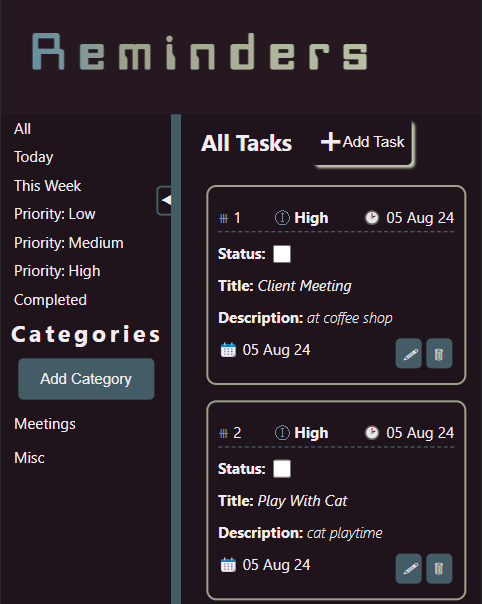 Reminders
All
Today
This Week
Priority: Low
Priority: Medium
Priority: High
Completed
Categories
Add Category
Meetings
Misc
All Tasks
Add Task
1 High 05 Aug 24
Status:
Title: Client Meeting
Description: at coffee shop
05 Aug 24
2 High 05 Aug 24
Status:
Title: Play With Cat
Description: cat playtime
05 Aug 24